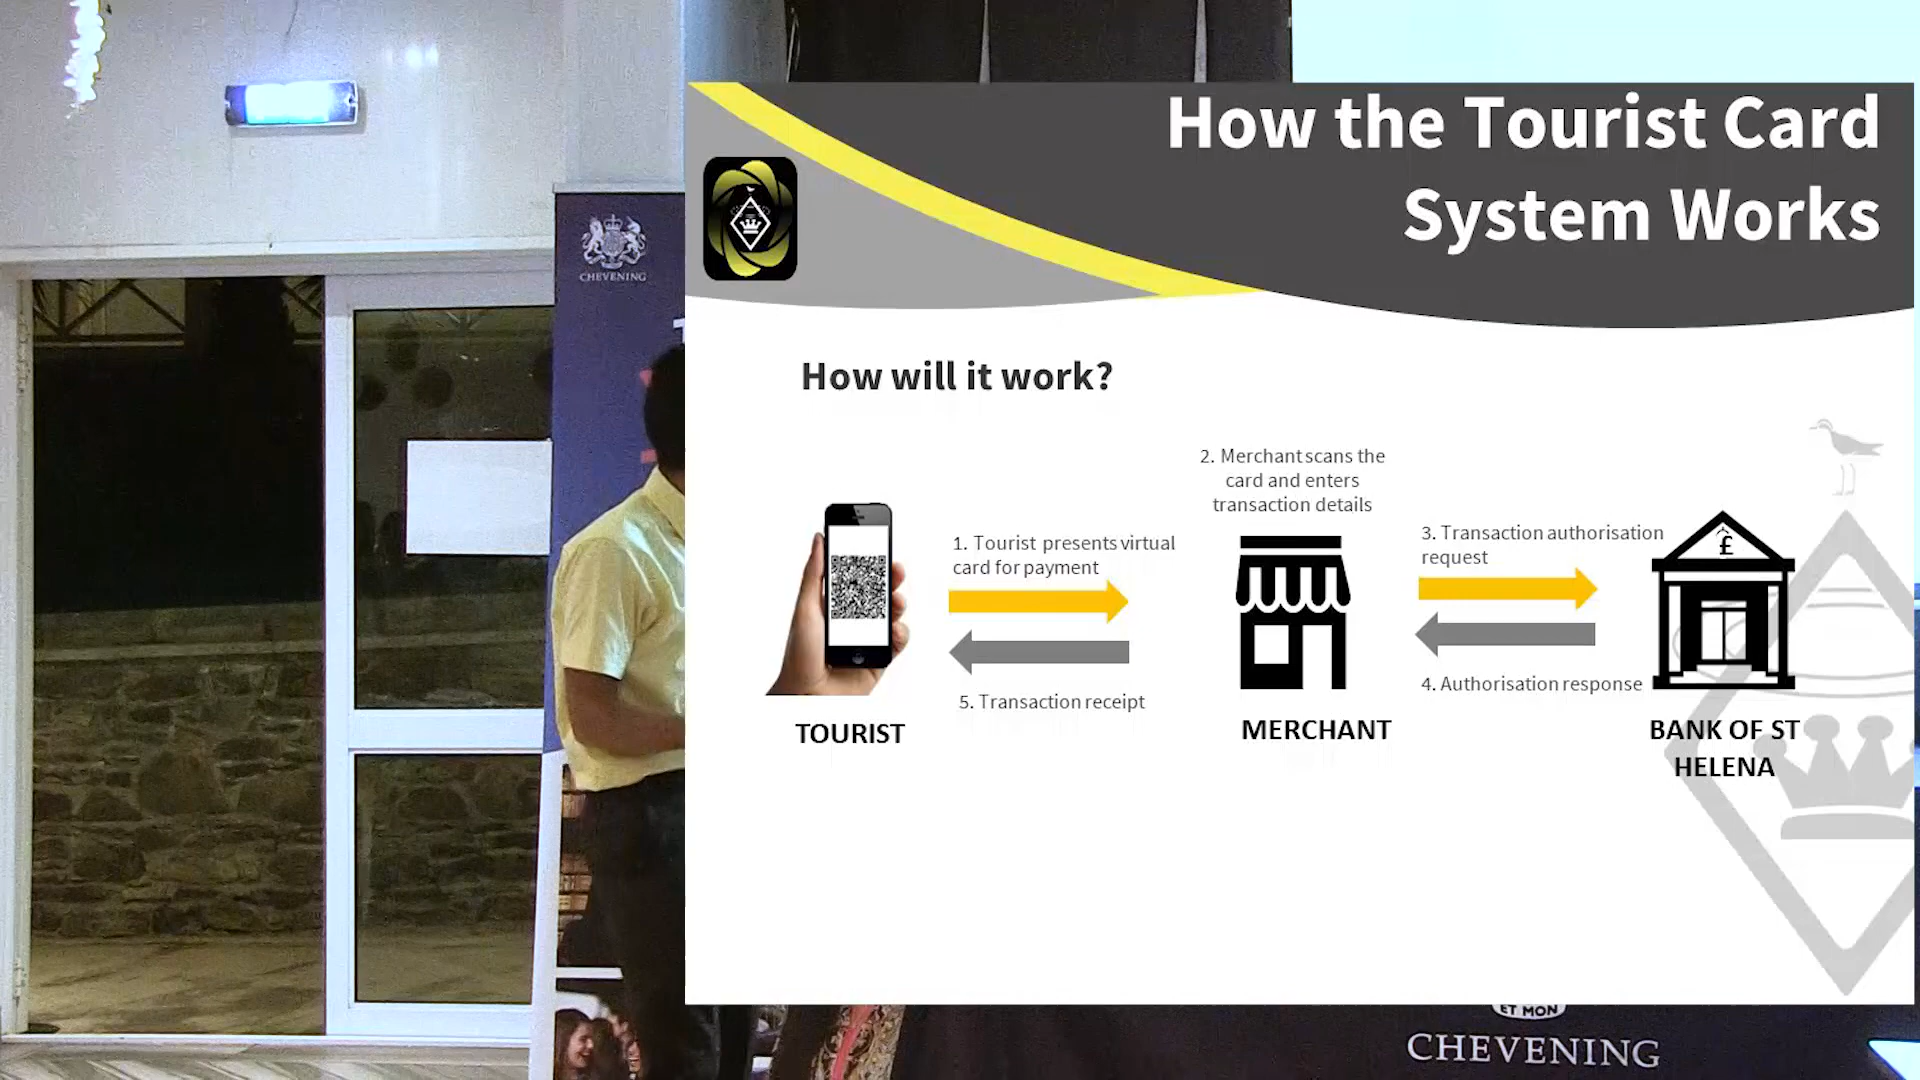 How the Tourist Card
System Works
CHEVENING
How will it work?
2. Merchant scans the
card and enters
transaction details
1. Tourist presents virtual
card for payment
3. Transaction authorisation
request
£
5. Transaction receipt
4. Authorisation response
TOURIST
MERCHANT
BANK OF ST
HELENA
ET MON
CHEVENING